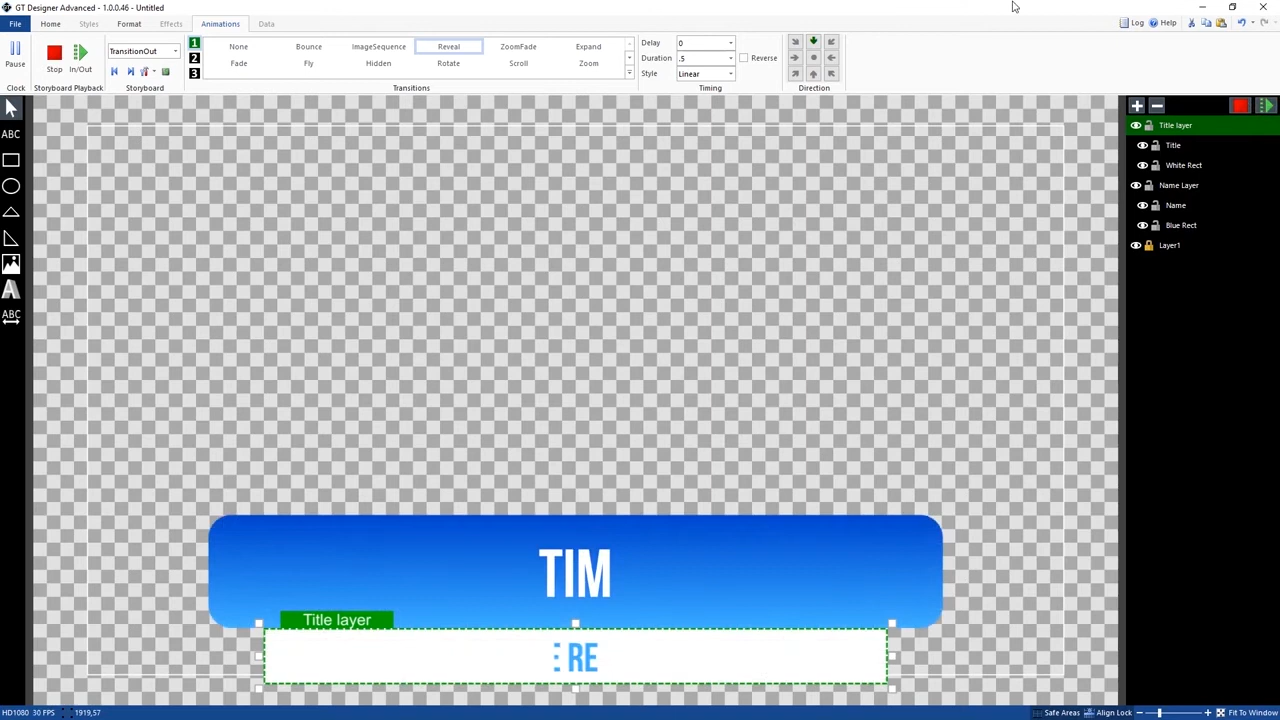 GT Designer Advanced - 1.0.0.46 - Untitled
File Home Styles Format Effects Animations Data Log Help
Pause Stop In/Out TransitionOut
1 None Bounce ImageSequence Reveal ZoomFade Expand
2 Fade Fly Hidden Rotate Scroll Zoom
3
Delay 0
Duration .5 Reverse
Style Linear
Clock Storyboard Playback Storyboard Transitions Timing Direction
ABC
ABC
Title layer
Title
White Rect
Name Layer
Name
Blue Rect
Layer1
TIM
Title layer
RE
HD1080 30 FPS 1919,57 Safe Areas Align Lock Fit To Window